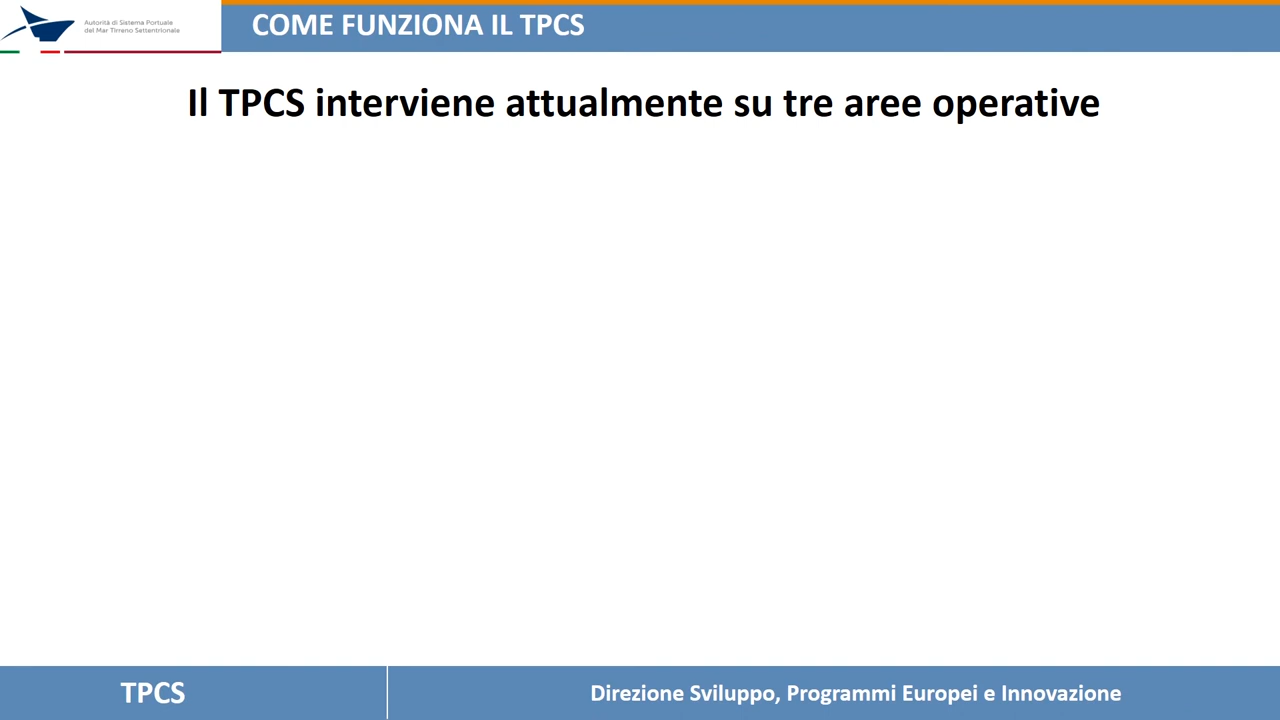 Autorità di Sistema Portuale
del Mar Tirreno Settentrionale
COME FUNZIONA IL TPCS
Il TPCS interviene attualmente su tre aree operative
TPCS
Direzione Sviluppo, Programmi Europei e Innovazione